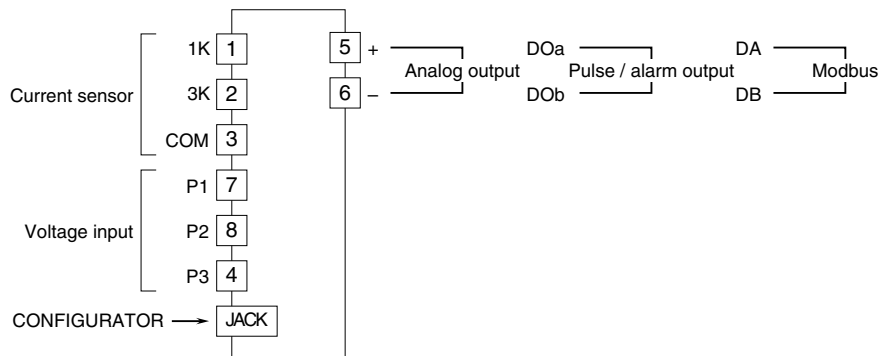 1K 1 5 + DOa DA
Analog output Pulse / alarm output Modbus
Current sensor 3K 2 6 – DOb DB
COM 3
P1 7
Voltage input P2 8
P3 4
CONFIGURATOR JACK